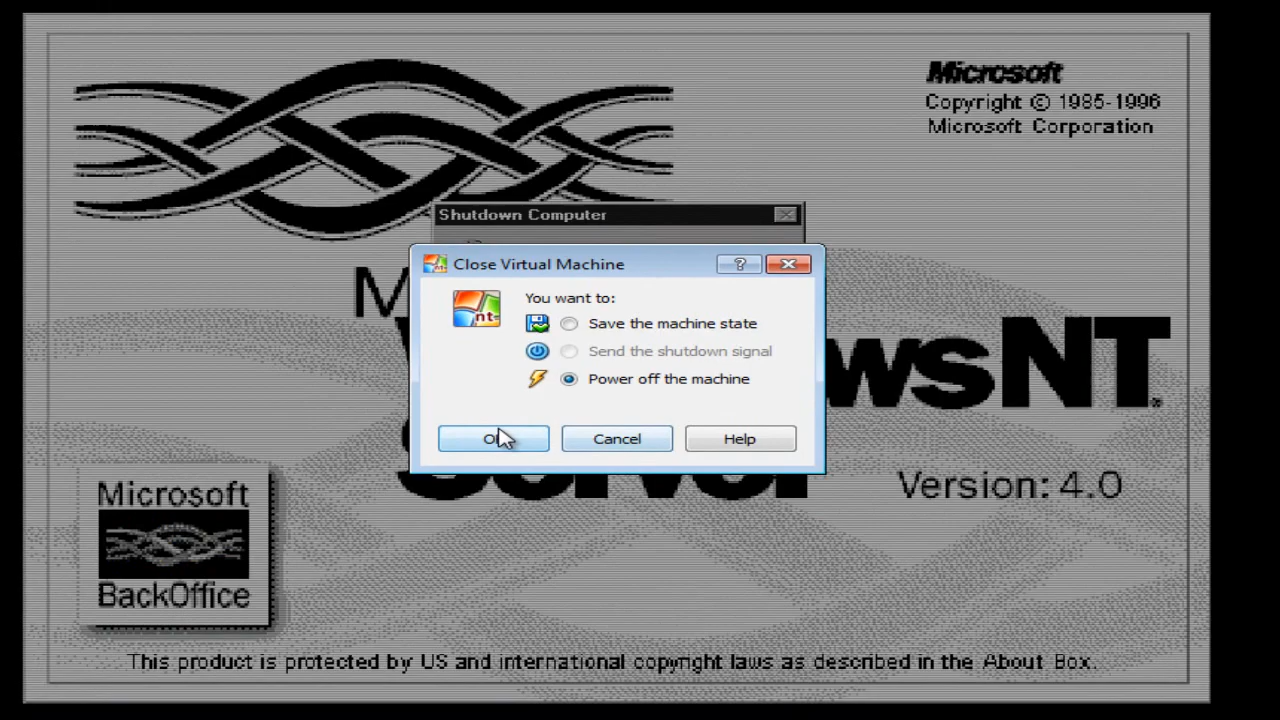 Microsoft
Copyright © 1985-1996
Microsoft Corporation
Shutdown Computer
Close Virtual Machine
You want to:
nt
Save the machine state
Send the shutdown signal
Power off the machine
Cancel
Help
Version: 4.0
Microsoft
BackOffice
This product is protected by US and international copyright laws as described in the About Box.